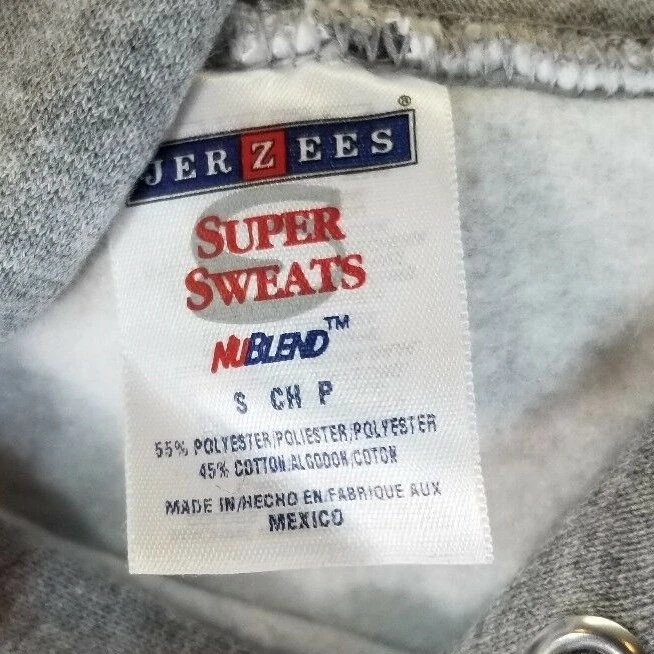 JERZEES®
S
SUPER
SWEATS
NUBLEND™
S CH P
55% POLYESTER/POLIESTER/POLYESTER
45% COTTON/ALGODON/COTON
MADE IN/HECHO EN/FABRIQUE AUX
MEXICO